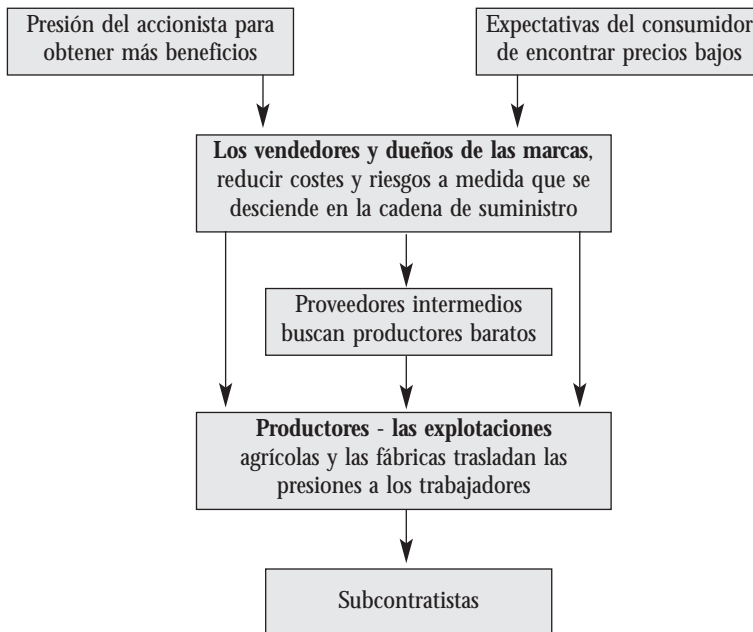 Presión del accionista para
obtener más beneficios
Expectativas del consumidor
de encontrar precios bajos
Los vendedores y dueños de las marcas,
reducir costes y riesgos a medida que se
desciende en la cadena de suministro
Proveedores intermedios
buscan productores baratos
Productores - las explotaciones
agrícolas y las fábricas trasladan las
presiones a los trabajadores
Subcontratistas